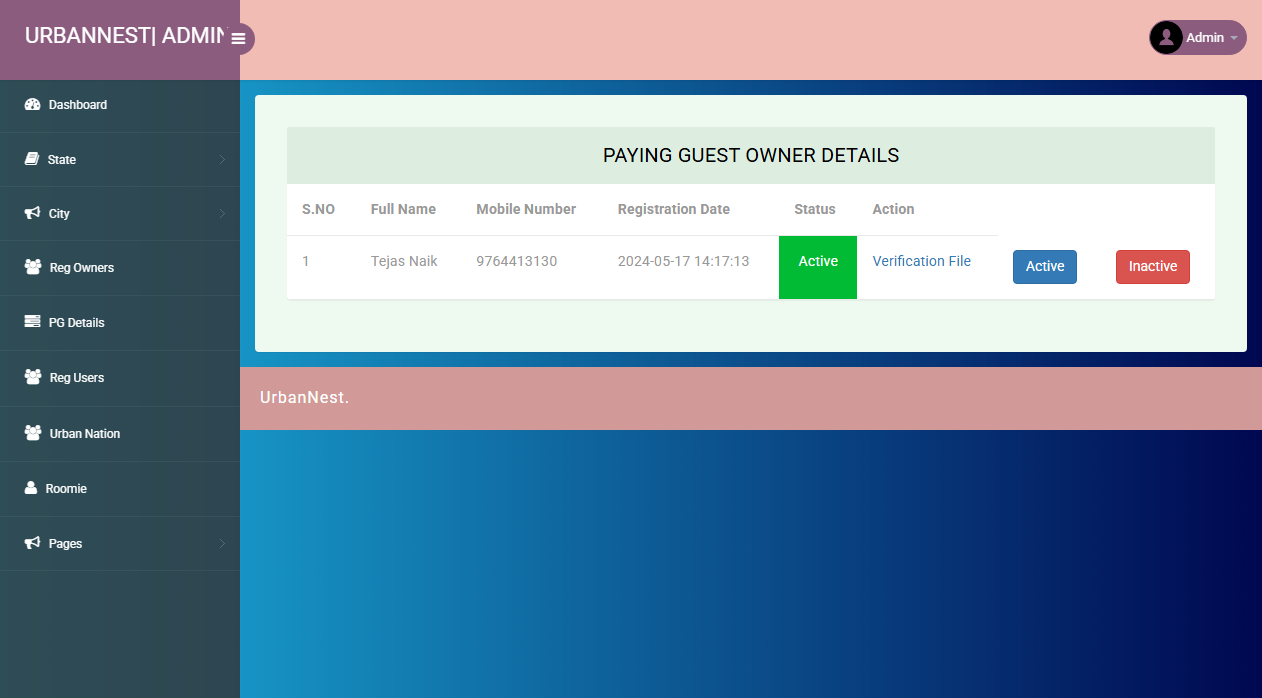 URBANNEST| ADMIN
Admin
Dashboard
State
City
Reg Owners
PG Details
Reg Users
Urban Nation
Roomie
Pages
PAYING GUEST OWNER DETAILS
S.NO Full Name Mobile Number Registration Date Status Action
1 Tejas Naik 9764413130 2024-05-17 14:17:13 Active Verification File Active Inactive
UrbanNest.